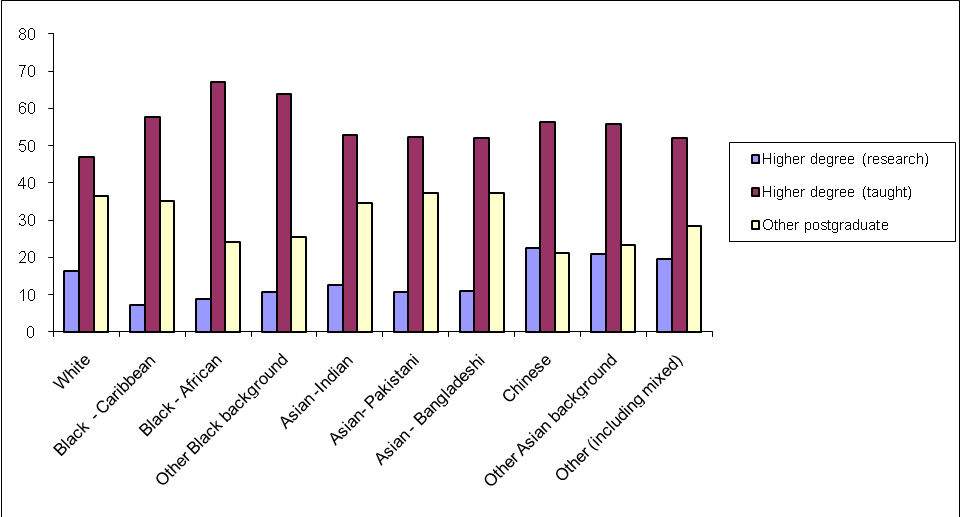 80
70
60
50
40
30
20
10
0
White
Black - Caribbean
Black - African
Other Black background
Asian -Indian
Asian- Pakistani
Asian - Bangladeshi
Chinese
Other Asian background
Other (including mixed)
Higher degree (research)
Higher degree (taught)
Other postgraduate